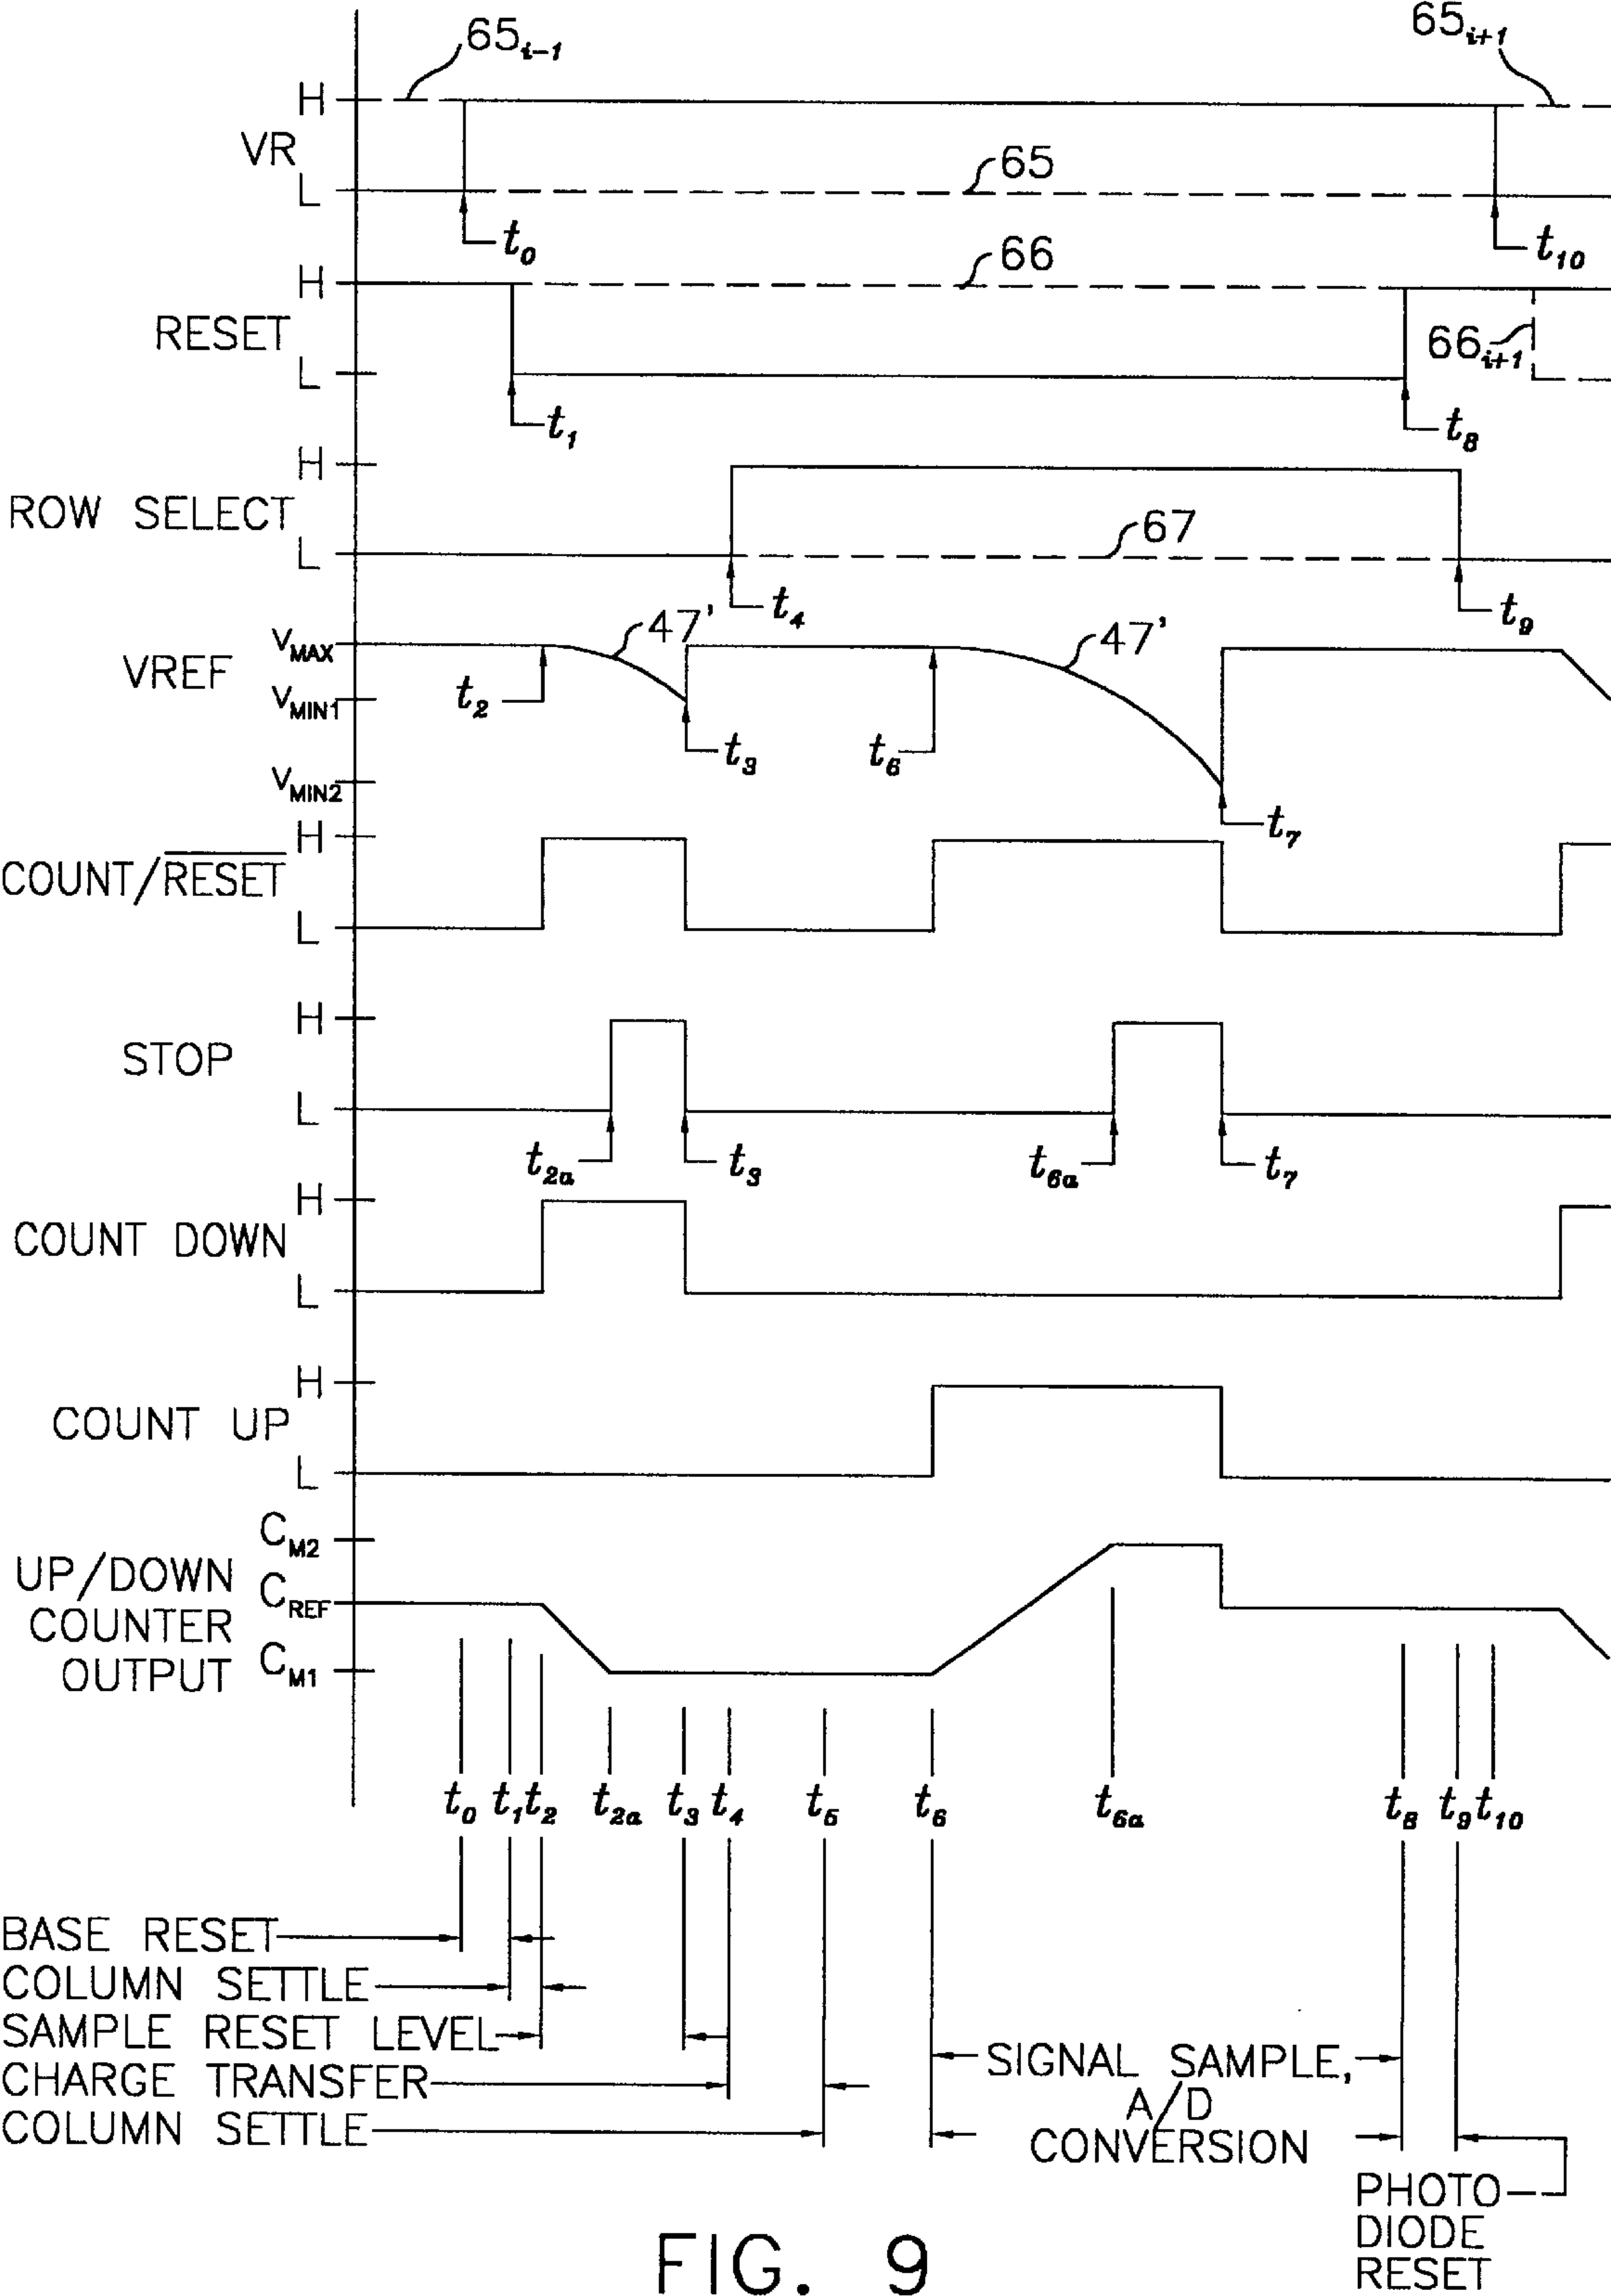 65i-1
65i+1
H
VR
L
65
t0
t10
H
66
RESET
L
66i+1
t1
t8
H
ROW SELECT
L
67
t4
t9
VMAX
47'
47'
VREF
VMIN1
t2
t3
t6
VMIN2
t7
H
COUNT/RESET
L
H
STOP
L
t2a
t3
t6a
t7
H
COUNT DOWN
L
H
COUNT UP
L
CM2
UP/DOWN
CREF
COUNTER
OUTPUT
CM1
t0 t1 t2 t2a t3 t4 t5 t6 t6a t8 t9 t10
BASE RESET
COLUMN SETTLE
SAMPLE RESET LEVEL
CHARGE TRANSFER
COLUMN SETTLE
SIGNAL SAMPLE,
A/D
CONVERSION
PHOTO
DIODE
RESET
FIG. 9